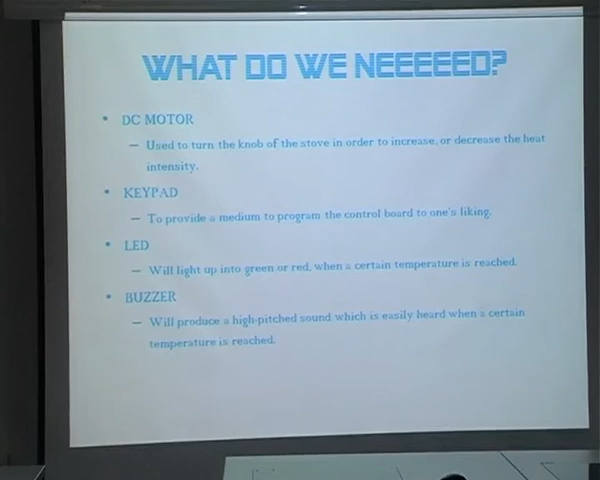 WHAT DO WE NEEEEED?
• DC MOTOR
– Used to turn the knob of the stove in order to increase, or decrease the heat
intensity.
• KEYPAD
– To provide a medium to program the control board to one's liking.
• LED
– Will light up into green or red, when a certain temperature is reached.
• BUZZER
– Will produce a high-pitched sound which is easily heard when a certain
temperature is reached.